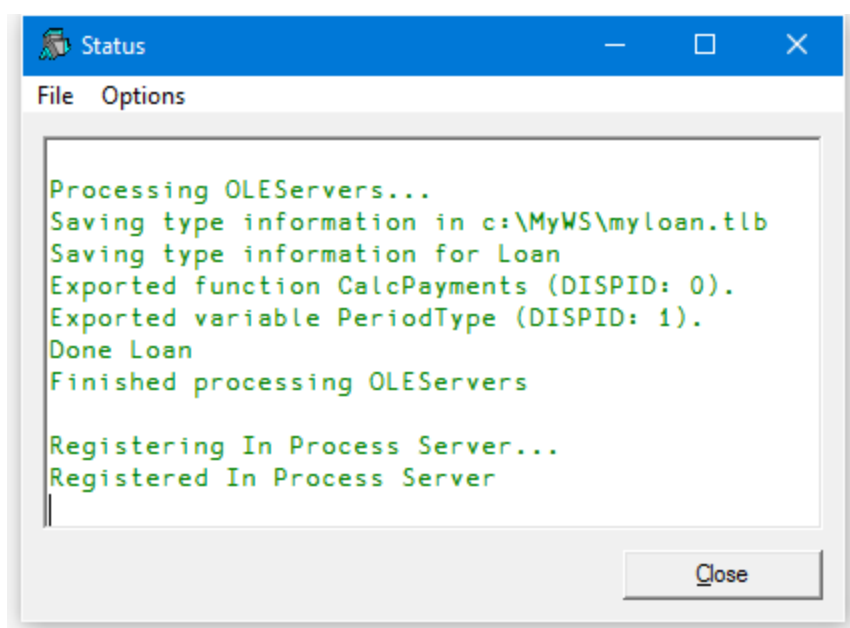 Status
File Options
Processing OLEServers...
Saving type information in c:\MyWS\myloan.tlb
Saving type information for Loan
Exported function CalcPayments (DISPID: 0).
Exported variable PeriodType (DISPID: 1).
Done Loan
Finished processing OLEServers
Registering In Process Server...
Registered In Process Server
Close